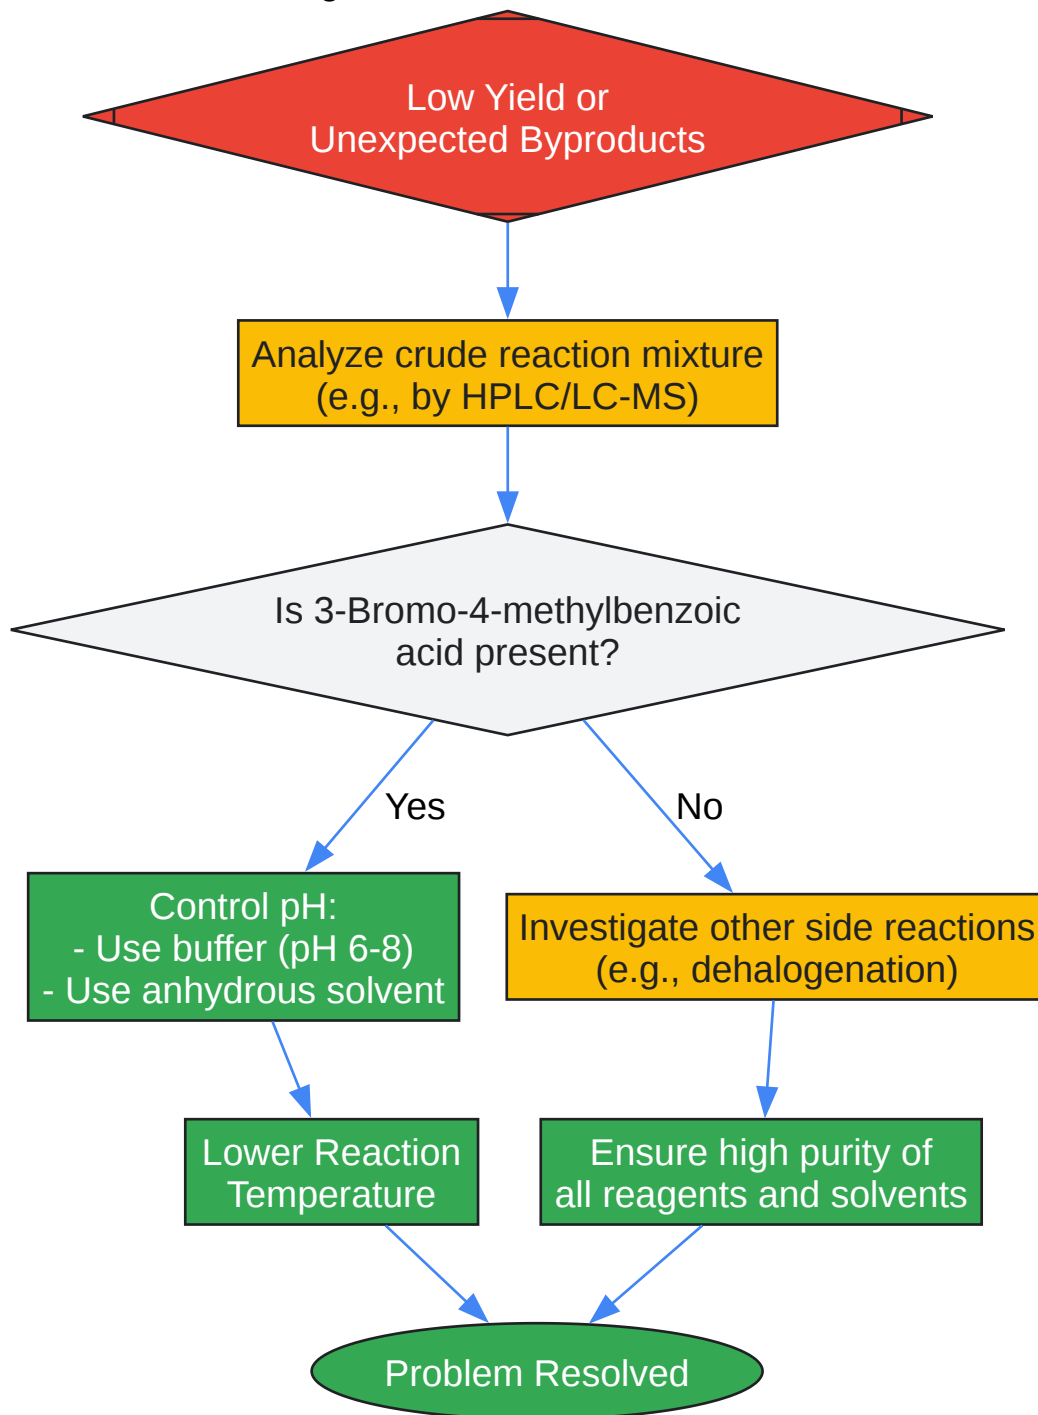 Low Yield or
Unexpected Byproducts
Analyze crude reaction mixture
(e.g., by HPLC/LC-MS)
Is 3-Bromo-4-methylbenzoic
acid present?
Yes
No
Control pH:
- Use buffer (pH 6-8)
- Use anhydrous solvent
Investigate other side reactions
(e.g., dehalogenation)
Lower Reaction
Temperature
Ensure high purity of
all reagents and solvents
Problem Resolved